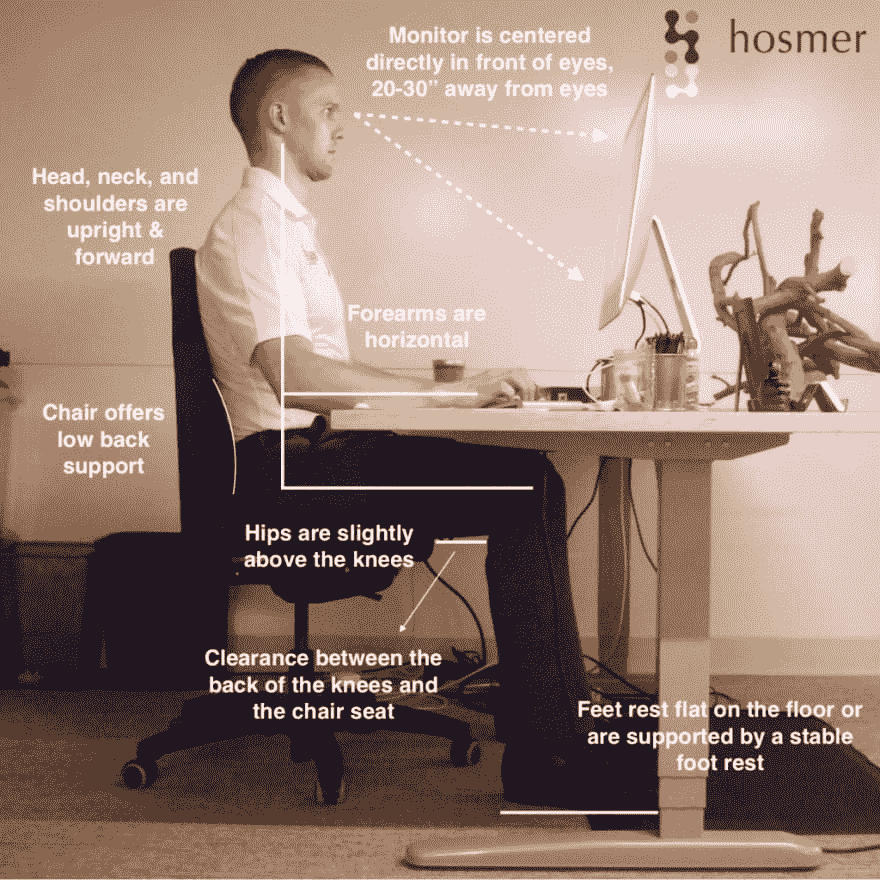 Monitor is centered
directly in front of eyes,
20-30” away from eyes
hosmer
Head, neck, and
shoulders are
upright &
forward
Forearms are
horizontal
Chair offers
low back
support
Hips are slightly
above the knees
Clearance between the
back of the knees and
the chair seat
Feet rest flat on the floor or
are supported by a stable
foot rest